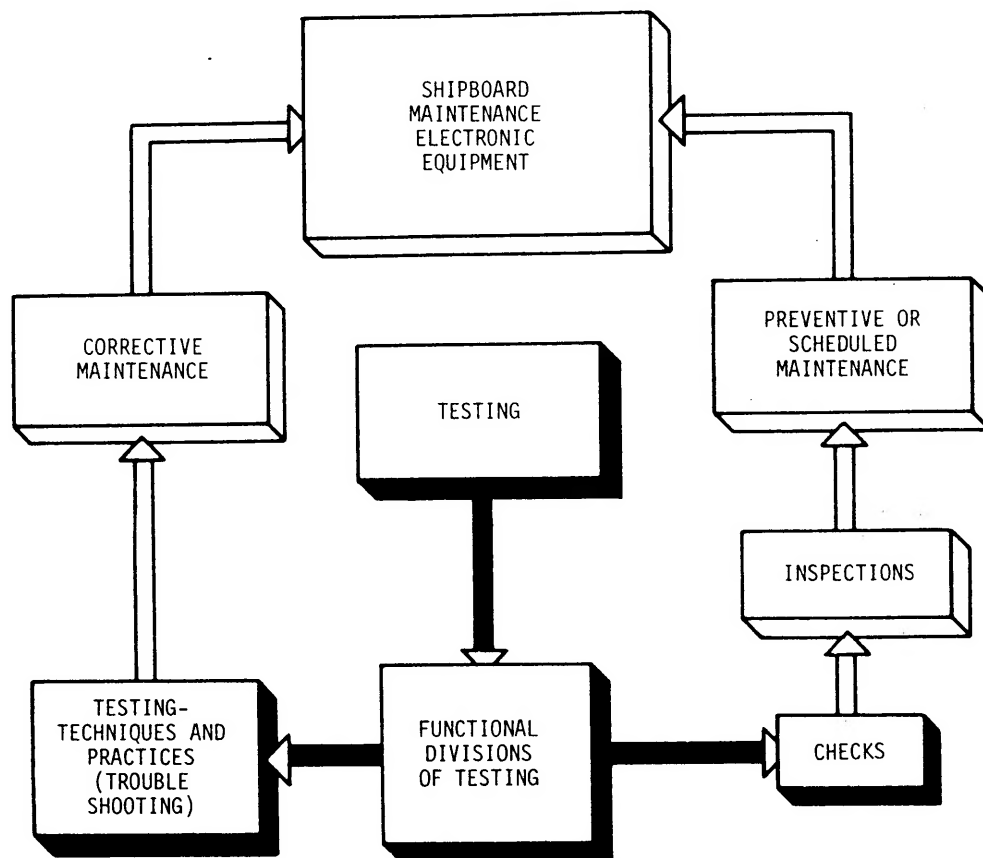 SHIPBOARD
MAINTENANCE
ELECTRONIC
EQUIPMENT
CORRECTIVE
MAINTENANCE
PREVENTIVE OR
SCHEDULED
MAINTENANCE
TESTING
INSPECTIONS
TESTING-
TECHNIQUES AND
PRACTICES
(TROUBLE
SHOOTING)
FUNCTIONAL
DIVISIONS
OF TESTING
CHECKS